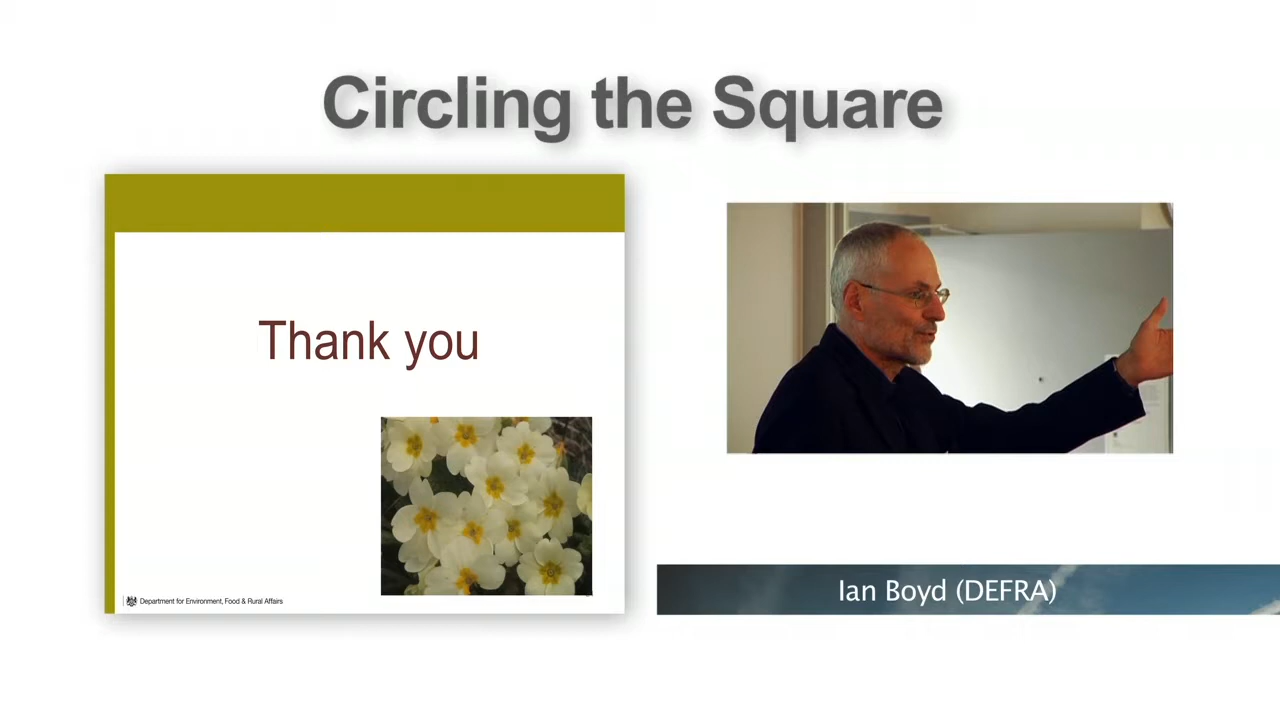 Circling the Square
Thank you
Department for Environment, Food & Rural Affairs
Ian Boyd (DEFRA)